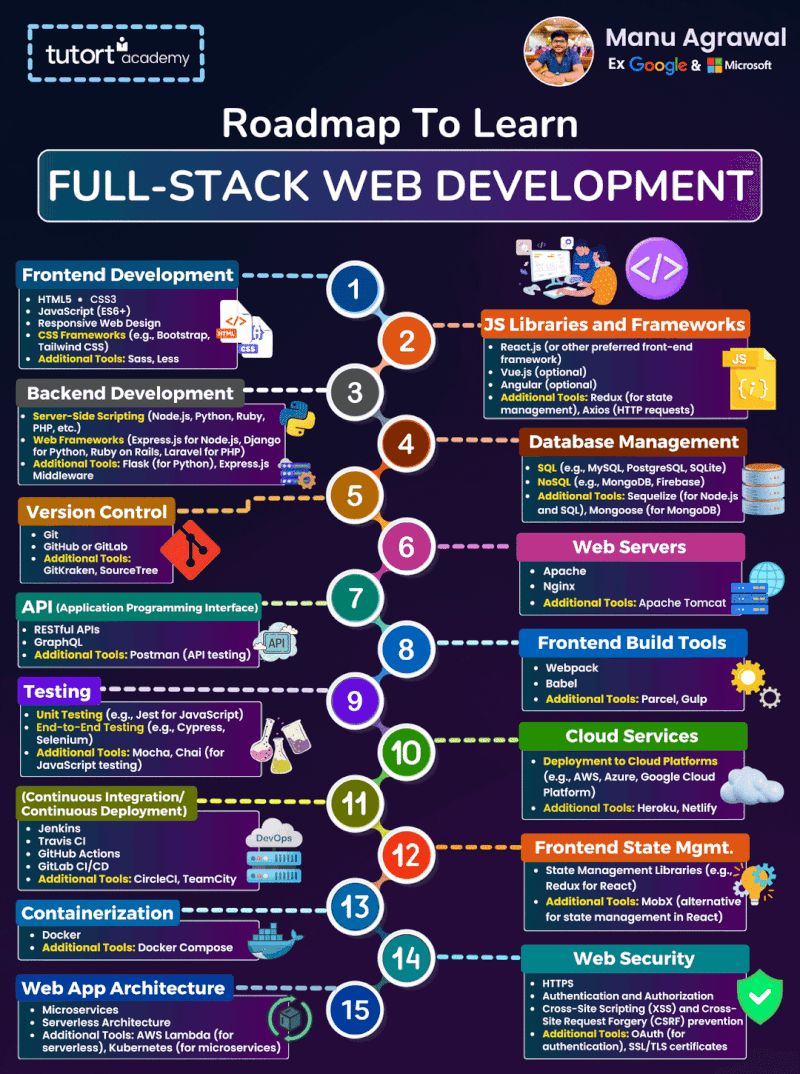 tutort academy
Manu Agrawal
Ex Google & Microsoft
Roadmap To Learn
FULL-STACK WEB DEVELOPMENT
1
Frontend Development
• HTML5 • CSS3
• JavaScript (ES6+)
• Responsive Web Design
• CSS Frameworks (e.g., Bootstrap,
Tailwind CSS)
• Additional Tools: Sass, Less
HTML
CSS
2
JS Libraries and Frameworks
• React.js (or other preferred front-end
framework)
• Vue.js (optional)
• Angular (optional)
• Additional Tools: Redux (for state
management), Axios (HTTP requests)
JS
3
Backend Development
• Server-Side Scripting (Node.js, Python, Ruby,
PHP, etc.)
• Web Frameworks (Express.js for Node.js, Django
for Python, Ruby on Rails, Laravel for PHP)
• Additional Tools: Flask (for Python), Express.js
Middleware
4
Database Management
• SQL (e.g., MySQL, PostgreSQL, SQLite)
• NoSQL (e.g., MongoDB, Firebase)
• Additional Tools: Sequelize (for Node.js
and SQL), Mongoose (for MongoDB)
5
Version Control
• Git
• GitHub or GitLab
• Additional Tools:
GitKraken, SourceTree
6
Web Servers
• Apache
• Nginx
• Additional Tools: Apache Tomcat
7
API (Application Programming Interface)
• RESTful APIs
• GraphQL
• Additional Tools: Postman (API testing)
API
8
Frontend Build Tools
• Webpack
• Babel
• Additional Tools: Parcel, Gulp
9
Testing
• Unit Testing (e.g., Jest for JavaScript)
• End-to-End Testing (e.g., Cypress,
Selenium)
• Additional Tools: Mocha, Chai (for
JavaScript testing)
10
Cloud Services
• Deployment to Cloud Platforms
(e.g., AWS, Azure, Google Cloud
Platform)
• Additional Tools: Heroku, Netlify
11
(Continuous Integration/
Continuous Deployment)
• Jenkins
• Travis CI
• GitHub Actions
• GitLab CI/CD
• Additional Tools: CircleCI, TeamCity
DevOps
12
Frontend State Mgmt.
• State Management Libraries (e.g.,
Redux for React)
• Additional Tools: MobX (alternative
for state management in React)
13
Containerization
• Docker
• Additional Tools: Docker Compose
14
Web Security
• HTTPS
• Authentication and Authorization
• Cross-Site Scripting (XSS) and Cross-
Site Request Forgery (CSRF) prevention
• Additional Tools: OAuth (for
authentication), SSL/TLS certificates
15
Web App Architecture
• Microservices
• Serverless Architecture
• Additional Tools: AWS Lambda (for
serverless), Kubernetes (for microservices)